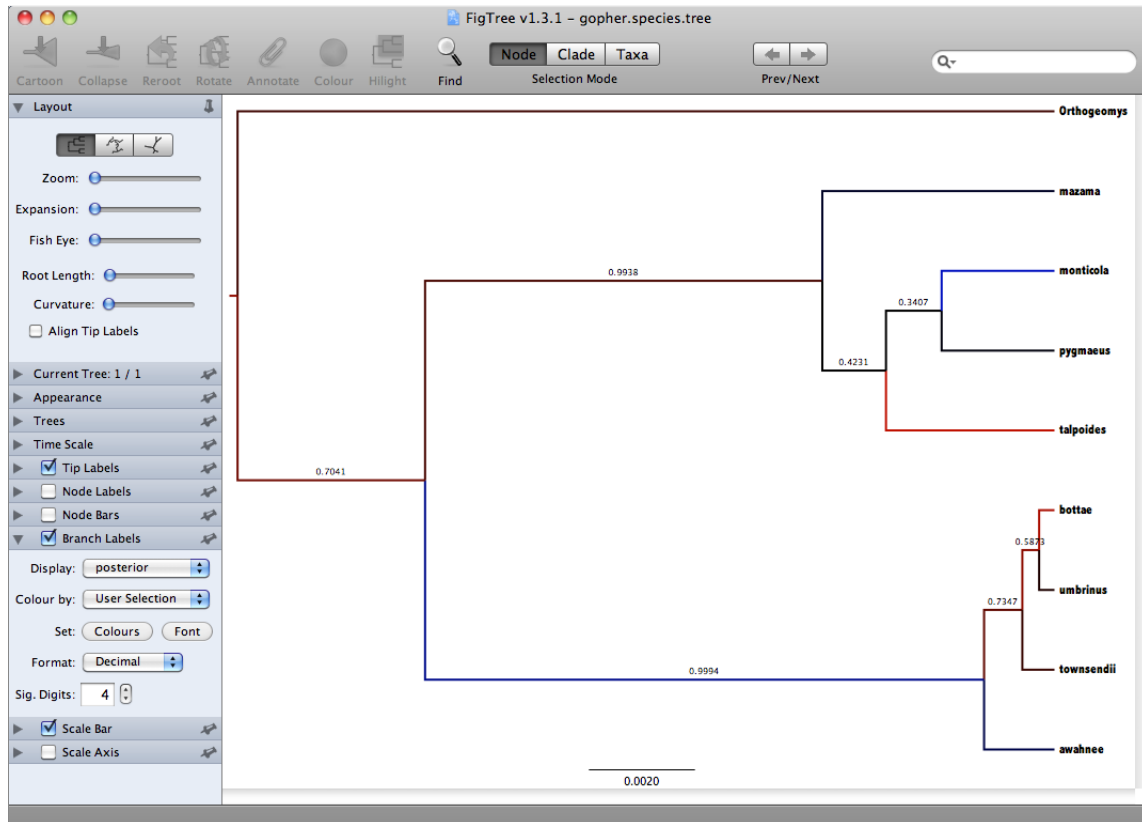 FigTree v1.3.1 – gopher.species.tree
Node Clade Taxa
Cartoon Collapse Reroot Rotate Annotate Colour Hilight Find Selection Mode Prev/Next
Layout
Zoom:
Expansion:
Fish Eye:
Root Length:
Curvature:
Align Tip Labels
Current Tree: 1 / 1
Appearance
Trees
Time Scale
Tip Labels
Node Labels
Node Bars
Branch Labels
Display: posterior
Colour by: User Selection
Set: Colours Font
Format: Decimal
Sig. Digits: 4
Scale Bar
Scale Axis
Orthogeomys
mazama
0.9938
monticola
0.3407
pygmaeus
0.4231
talpoides
0.7041
bottae
0.5873
umbrinus
0.7347
townsendii
0.9994
awahnee
0.0020